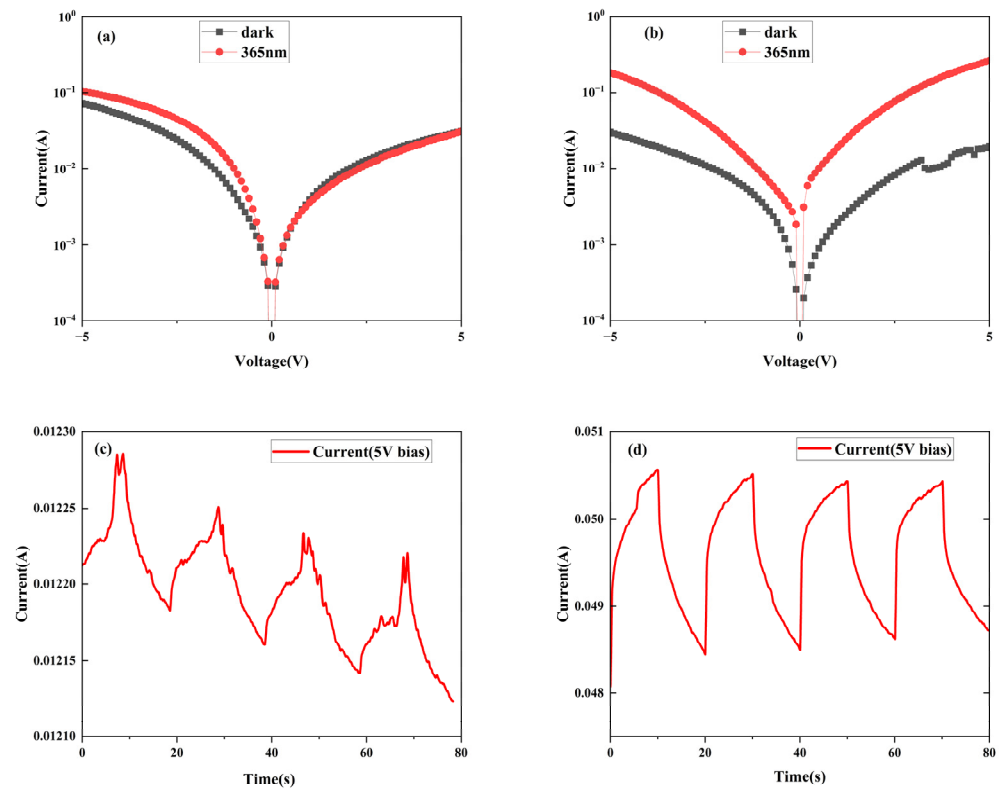 (a)
dark
365nm
10⁰
10⁻¹
10⁻²
10⁻³
10⁻⁴
Current(A)
−5
0
5
Voltage(V)
(b)
dark
365nm
10⁰
10⁻¹
10⁻²
10⁻³
10⁻⁴
Current(A)
−5
0
5
Voltage(V)
(c)
Current(5V bias)
0.01230
0.01225
0.01220
0.01215
0.01210
Current(A)
0 20 40 60 80
Time(s)
(d)
Current(5V bias)
0.051
0.050
0.049
0.048
Current(A)
0 20 40 60 80
Time(s)